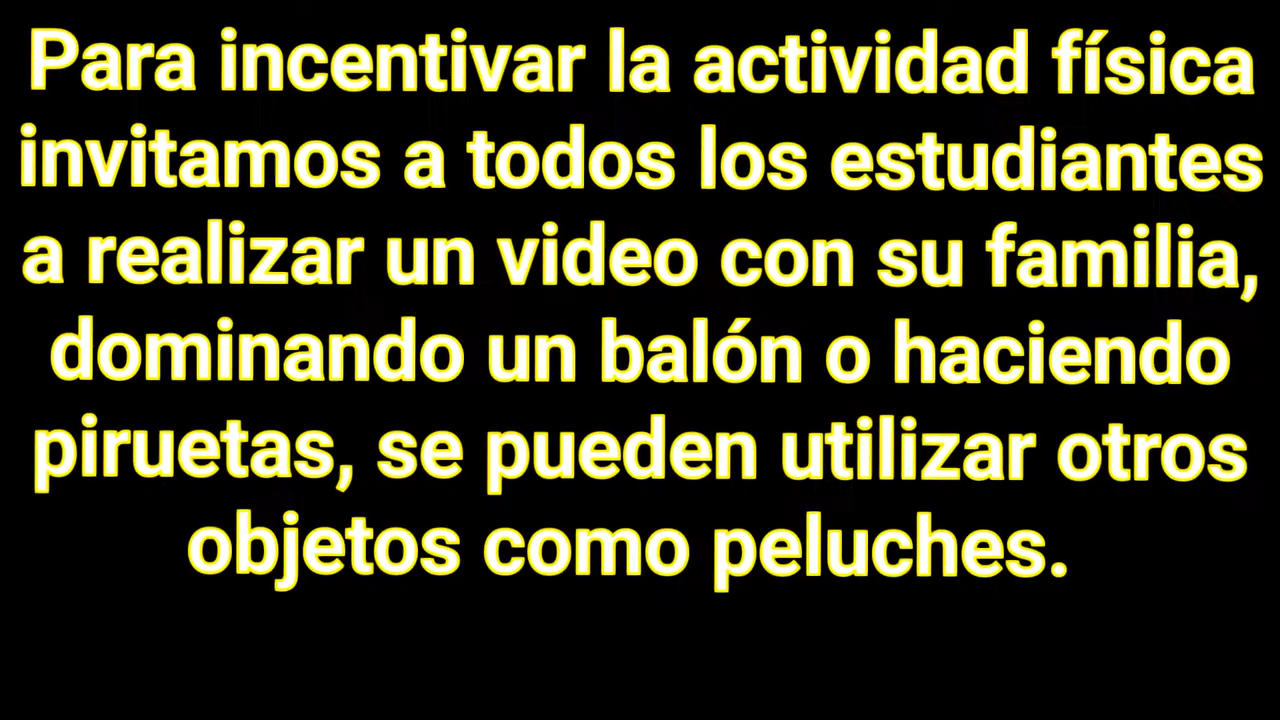 Para incentivar la actividad física
invitamos a todos los estudiantes
a realizar un video con su familia,
dominando un balón o haciendo
piruetas, se pueden utilizar otros
objetos como peluches.